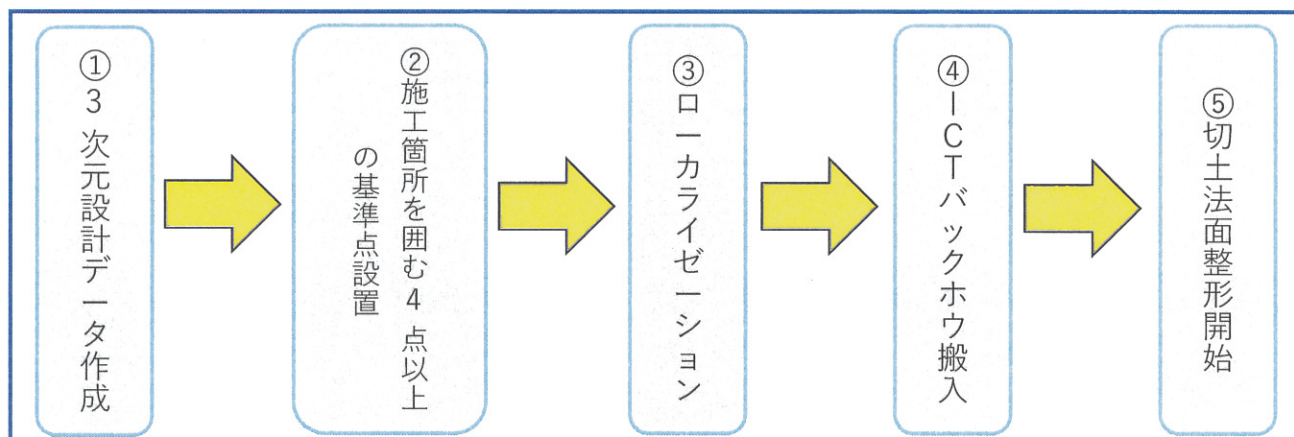 ①3次元設計データ作成
②施工箇所を囲む4点以上
の基準点設置
③ローカライゼーション
④ICTバックホウ搬入
⑤切土法面整形開始